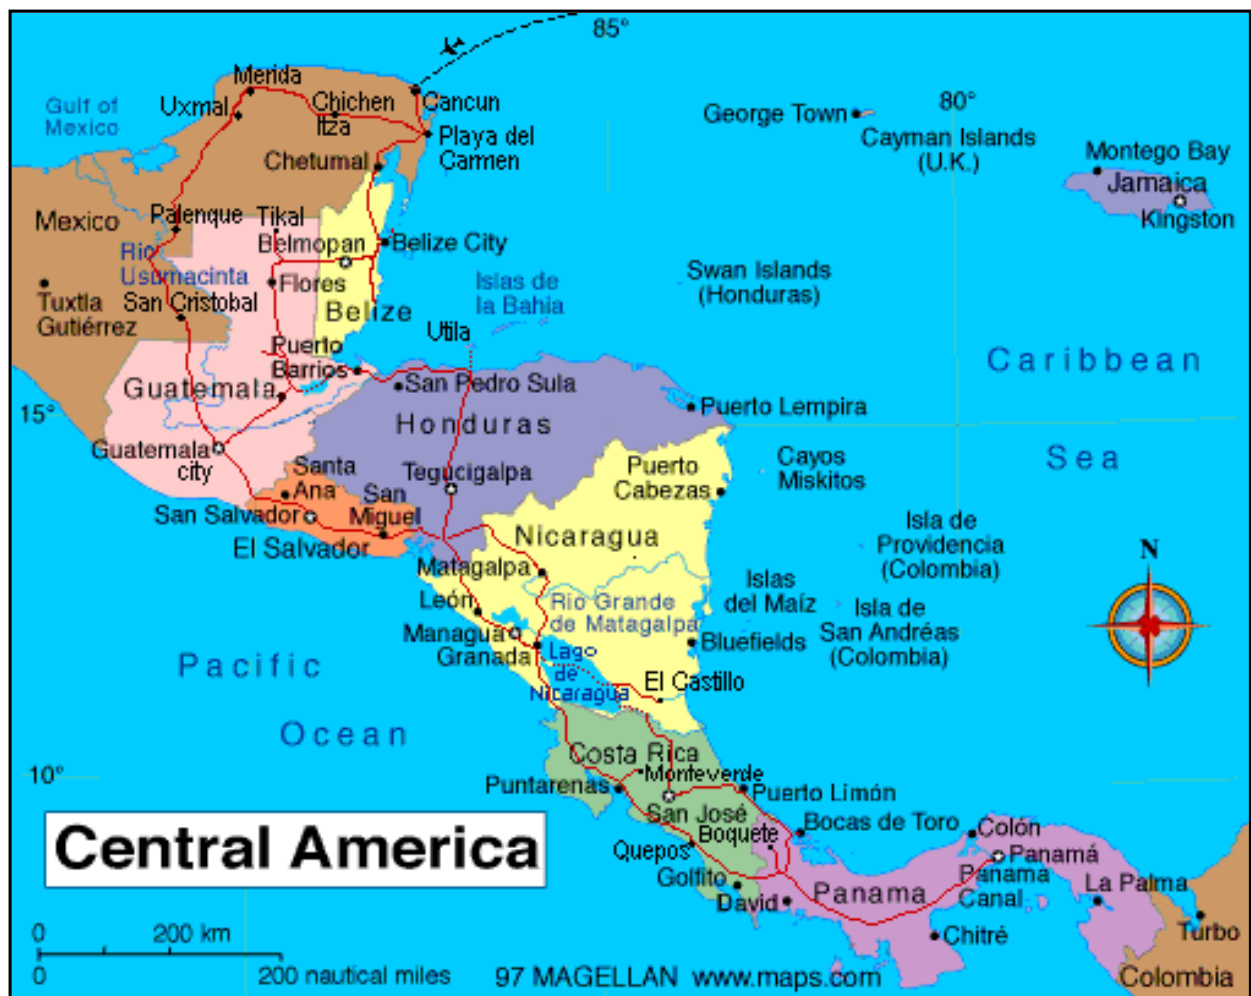 85°
Merida
Gulf of
Mexico
Uxmal
Chichen
Itza
Cancun
Playa del
Carmen
Chetumal
George Town
80°
Cayman Islands
(U.K.)
Montego Bay
Jamaica
Kingston
Mexico
Palenque
Tikal
Belmopan
Belize City
Rio
Usumacinta
Flores
Islas de
la Bahia
Swan Islands
(Honduras)
Tuxtla
Gutiérrez
San Cristobal
Belize
Utila
Puerto
Barrios
Caribbean
Sea
Guatemala
San Pedro Sula
Puerto Lempira
15°
Honduras
Guatemala
city
Santa
Ana
Tegucigalpa
Puerto
Cabezas
Cayos
Miskitos
San Salvador
San
Miguel
El Salvador
Nicaragua
Isla de
Providencia
(Colombia)
N
Matagalpa
León
Rio Grande
de Matagalpa
Islas
del Maíz
Isla de
San Andréas
(Colombia)
Managua
Granada
Lago
de
Nicaragua
Bluefields
El Castillo
Pacific
Ocean
10°
Costa Rica
Monteverde
Puntarenas
San José
Puerto Limón
Boquete
Bocas de Toro
Colón
Panamá
Quepos
Golfito
David
Panama
Panama
Canal
La Palma
Chitré
Turbo
Colombia
Central America
0 200 km
0 200 nautical miles
97 MAGELLAN www.maps.com